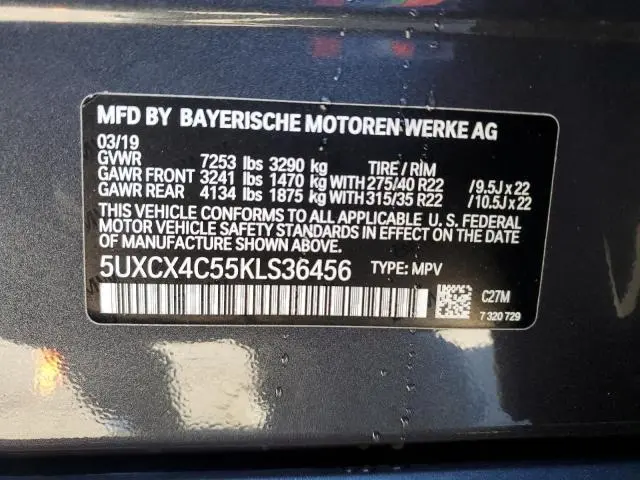 MFD BY BAYERISCHE MOTOREN WERKE AG
03/19
GVWR 7253 lbs 3290 kg TIRE / RIM
GAWR FRONT 3241 lbs 1470 kg WITH 275/40 R22 /9.5J x 22
GAWR REAR 4134 lbs 1875 kg WITH 315/35 R22 /10.5J x 22
THIS VEHICLE CONFORMS TO ALL APPLICABLE U. S. FEDERAL
MOTOR VEHICLE SAFETY STANDARDS IN EFFECT ON THE DATE
OF MANUFACTURE SHOWN ABOVE.
5UXCX4C55KLS36456 TYPE: MPV
C27M
7 320 729